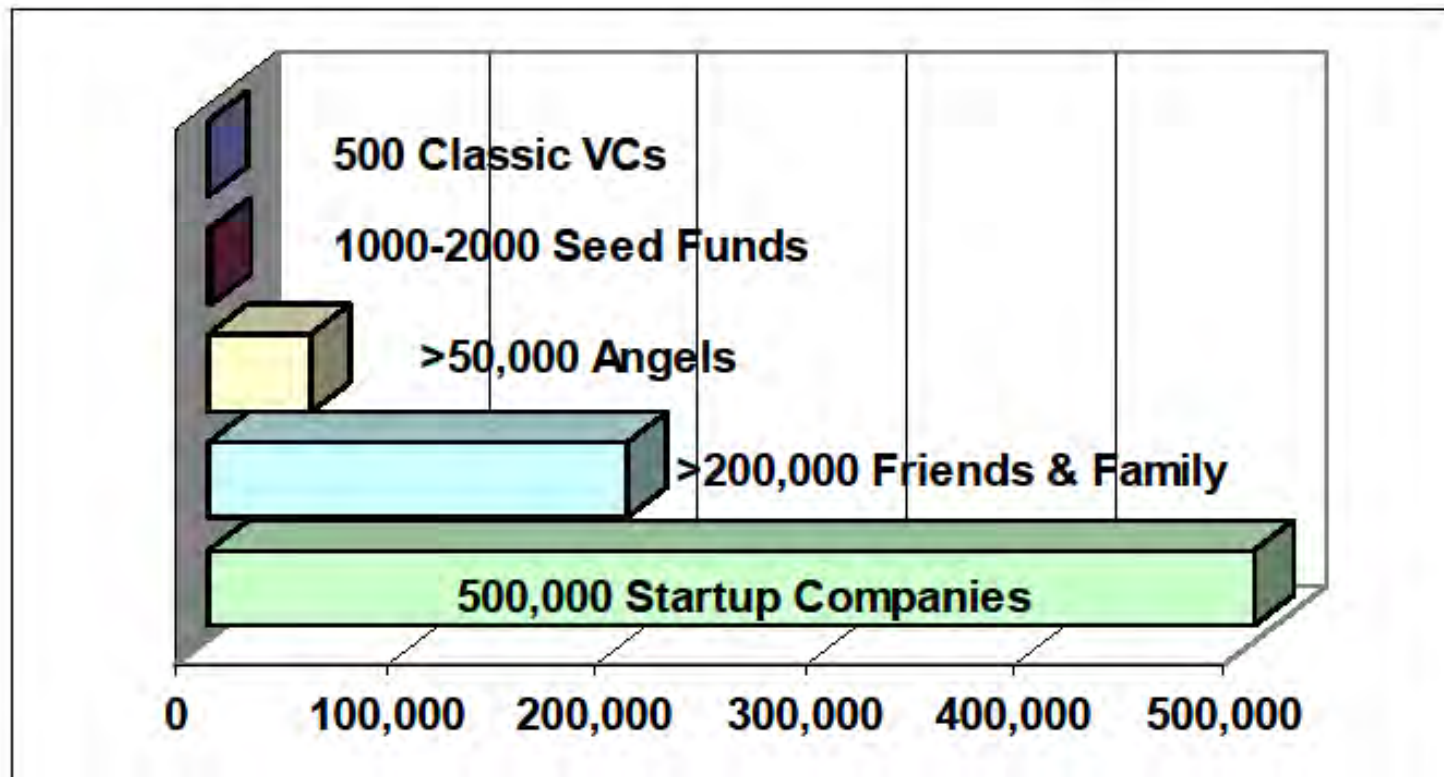 500 Classic VCs
1000-2000 Seed Funds
>50,000 Angels
>200,000 Friends & Family
500,000 Startup Companies
0 100,000 200,000 300,000 400,000 500,000